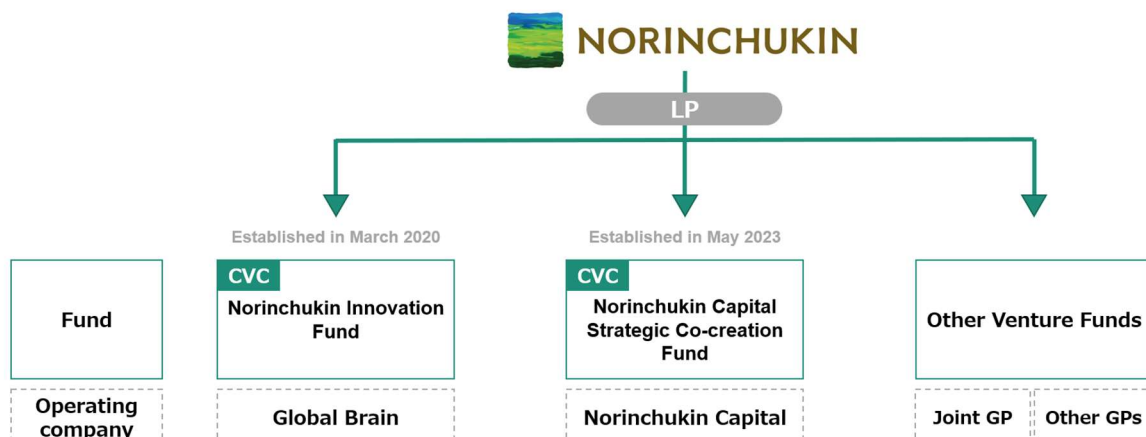 NORINCHUKIN
LP
Established in March 2020
Established in May 2023
Fund
CVC
Norinchukin Innovation
Fund
CVC
Norinchukin Capital
Strategic Co-creation
Fund
Other Venture Funds
Operating
company
Global Brain
Norinchukin Capital
Joint GP
Other GPs